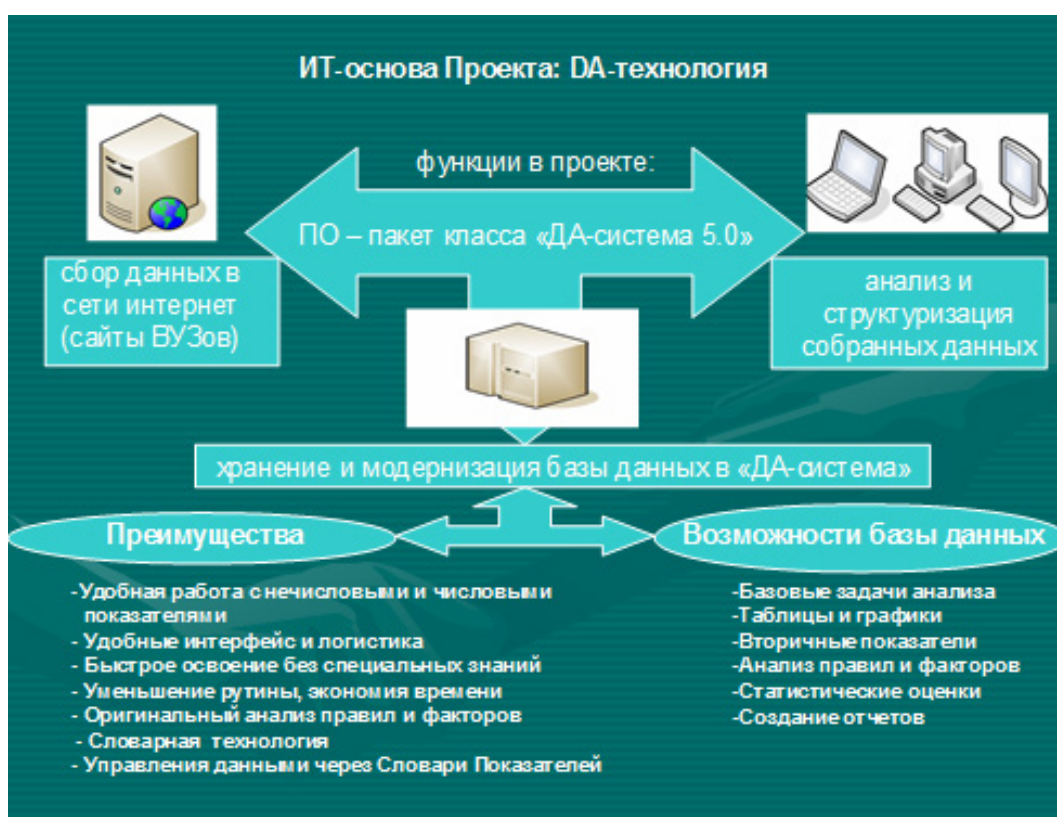 ИТ-основа Проекта: DА-технология
функции в проекте:
ПО – пакет класса «ДА-система 5.0»
сбор данных в
сети интернет
(сайты ВУЗов)
анализ и
структуризация
собранных данных
хранение и модернизация базы данных в «ДА-система»
Преимущества
-Удобная работа с нечисловыми и числовыми
показателями
- Удобные интерфейс и логистика
- Быстрое освоение без специальных знаний
- Уменьшение рутины, экономия времени
- Оригинальный анализ правил и факторов
- Словарная технология
- Управления данными через Словари Показателей
Возможности базы данных
-Базовые задачи анализа
-Таблицы и графики
-Вторичные показатели
-Анализ правил и факторов
-Статистические оценки
-Создание отчетов